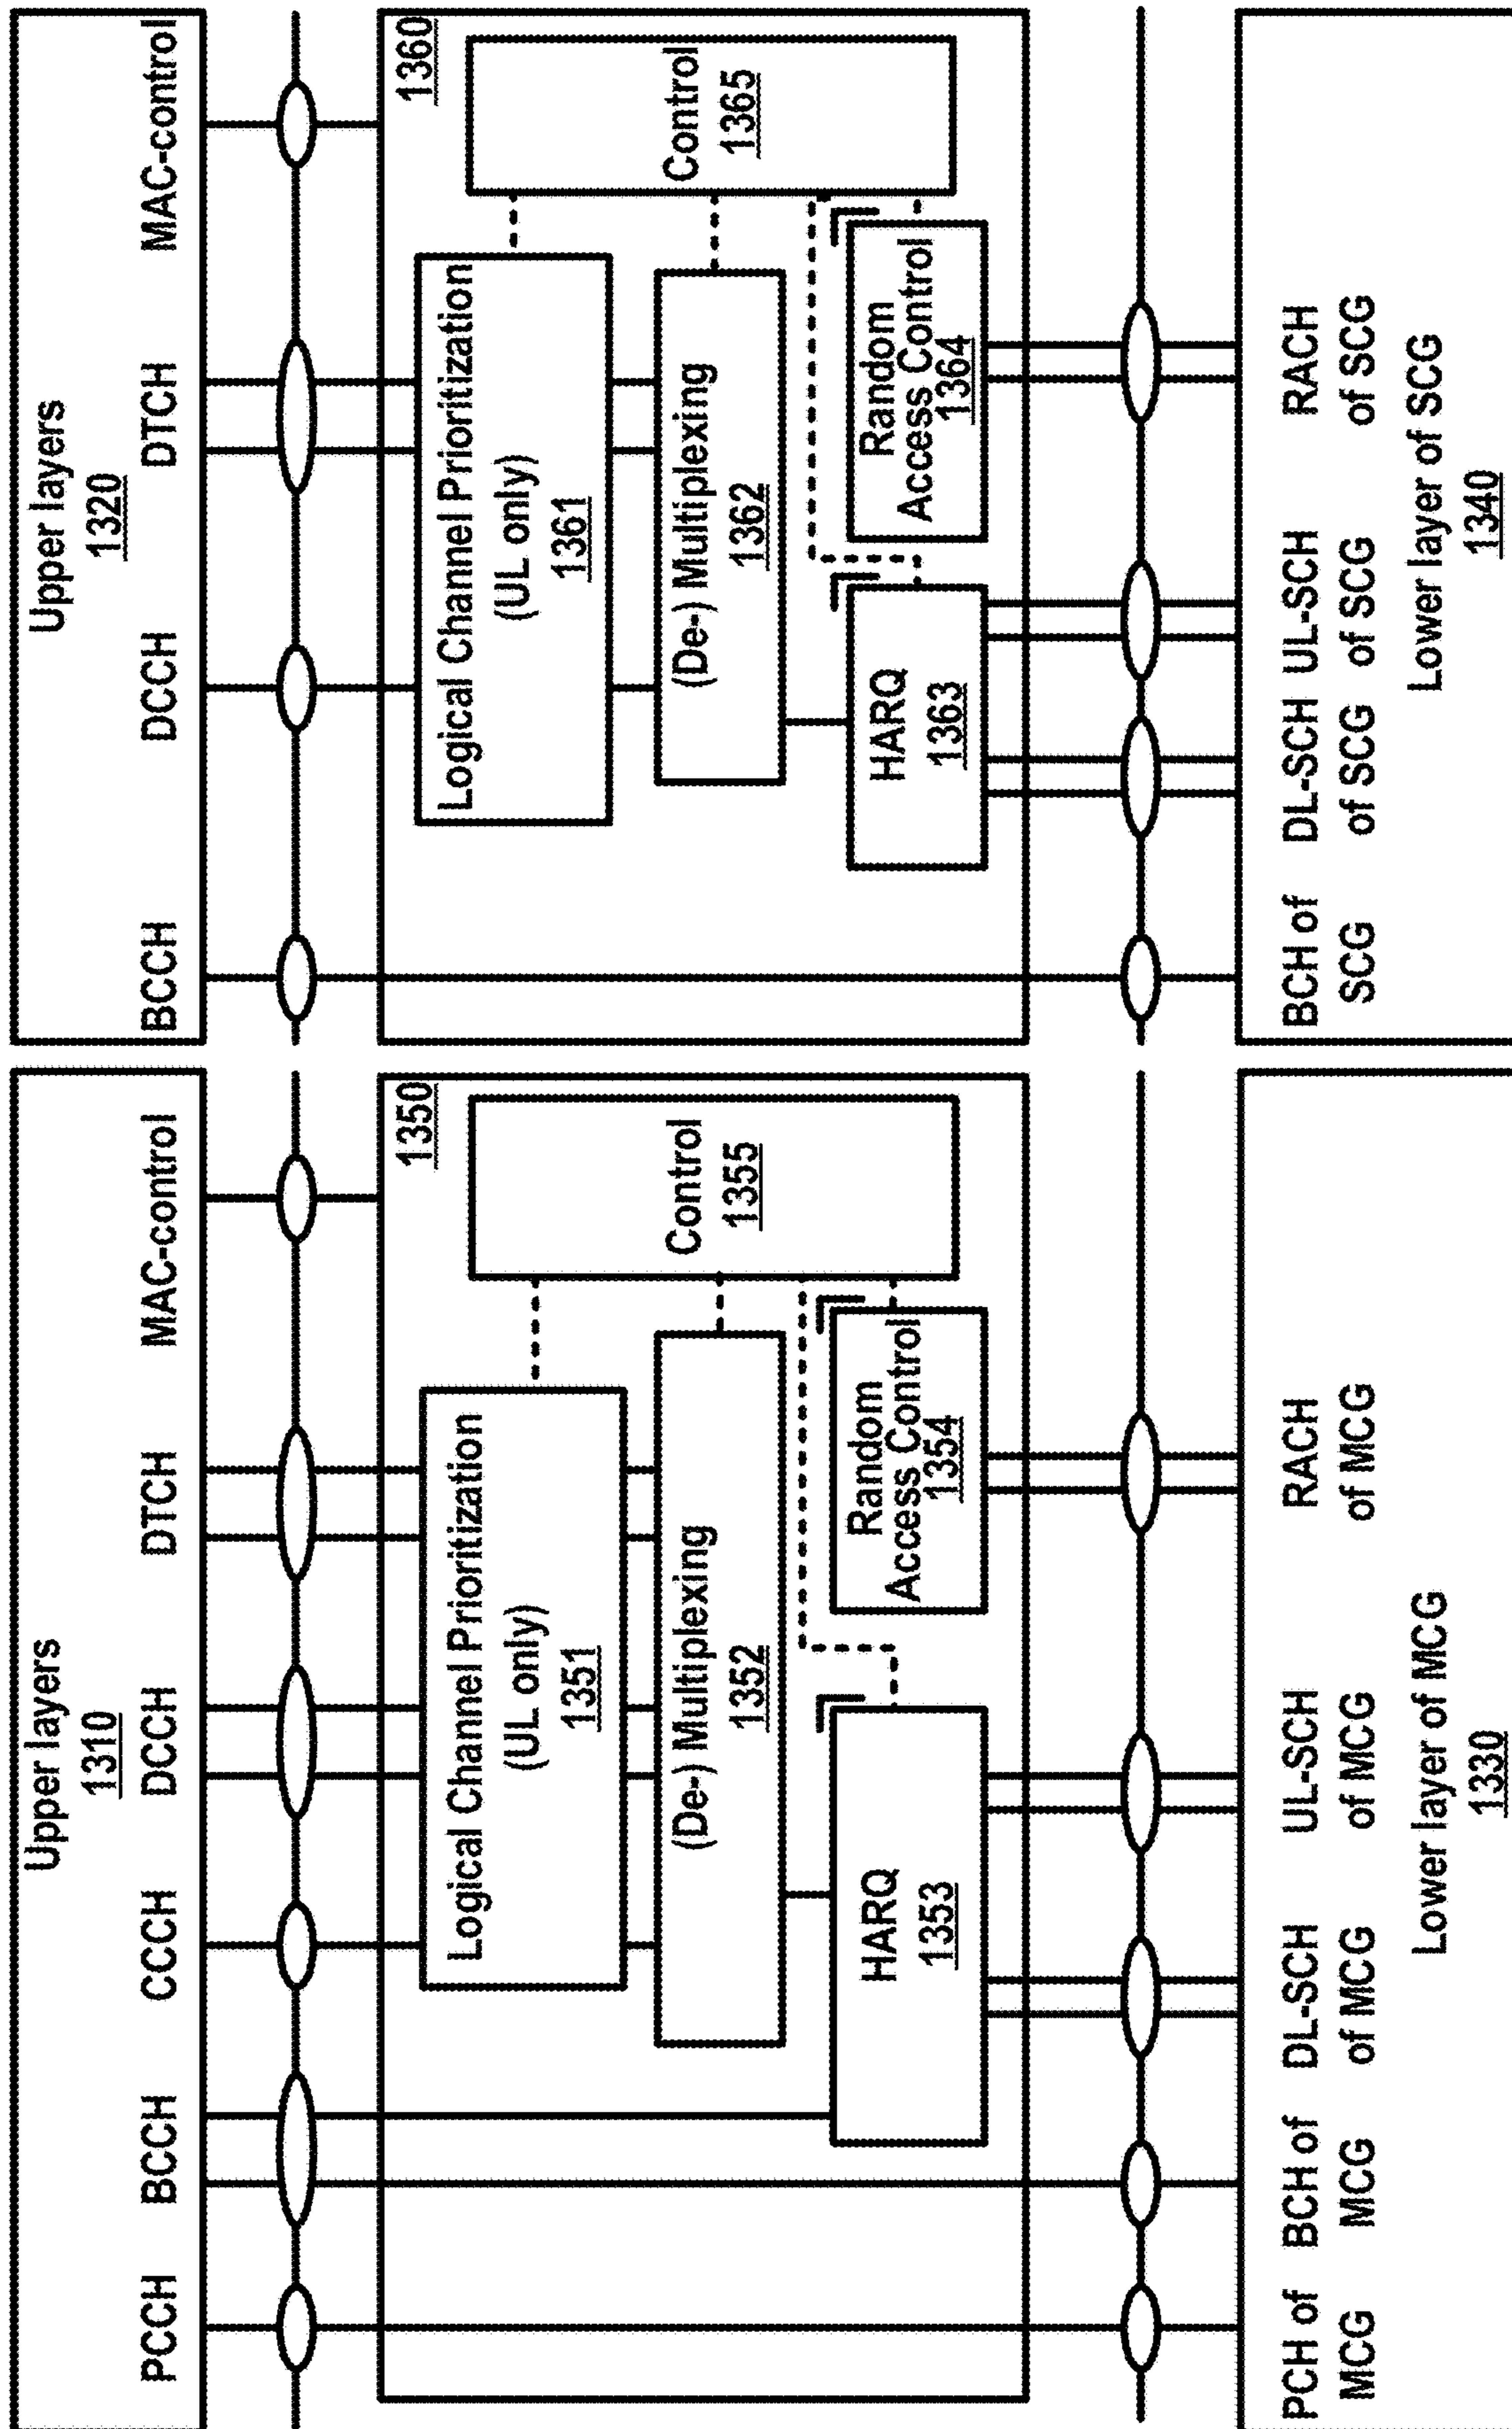 Upper layers
1310
PCCH BCCH CCCH DCCH DTCH MAC-control
1350
Logical Channel Prioritization
(UL only)
1351
(De-) Multiplexing
1352
HARQ
1353
Random
Access Control
1354
Control
1355
PCH of
MCG
BCH of
MCG
DL-SCH
of MCG
UL-SCH
of MCG
RACH
of MCG
Lower layer of MCG
1330
Upper layers
1320
BCCH DCCH DTCH MAC-control
1360
Logical Channel Prioritization
(UL only)
1361
(De-) Multiplexing
1362
HARQ
1363
Random
Access Control
1364
Control
1365
BCH of
SCG
DL-SCH
of SCG
UL-SCH
of SCG
RACH
of SCG
Lower layer of SCG
1340